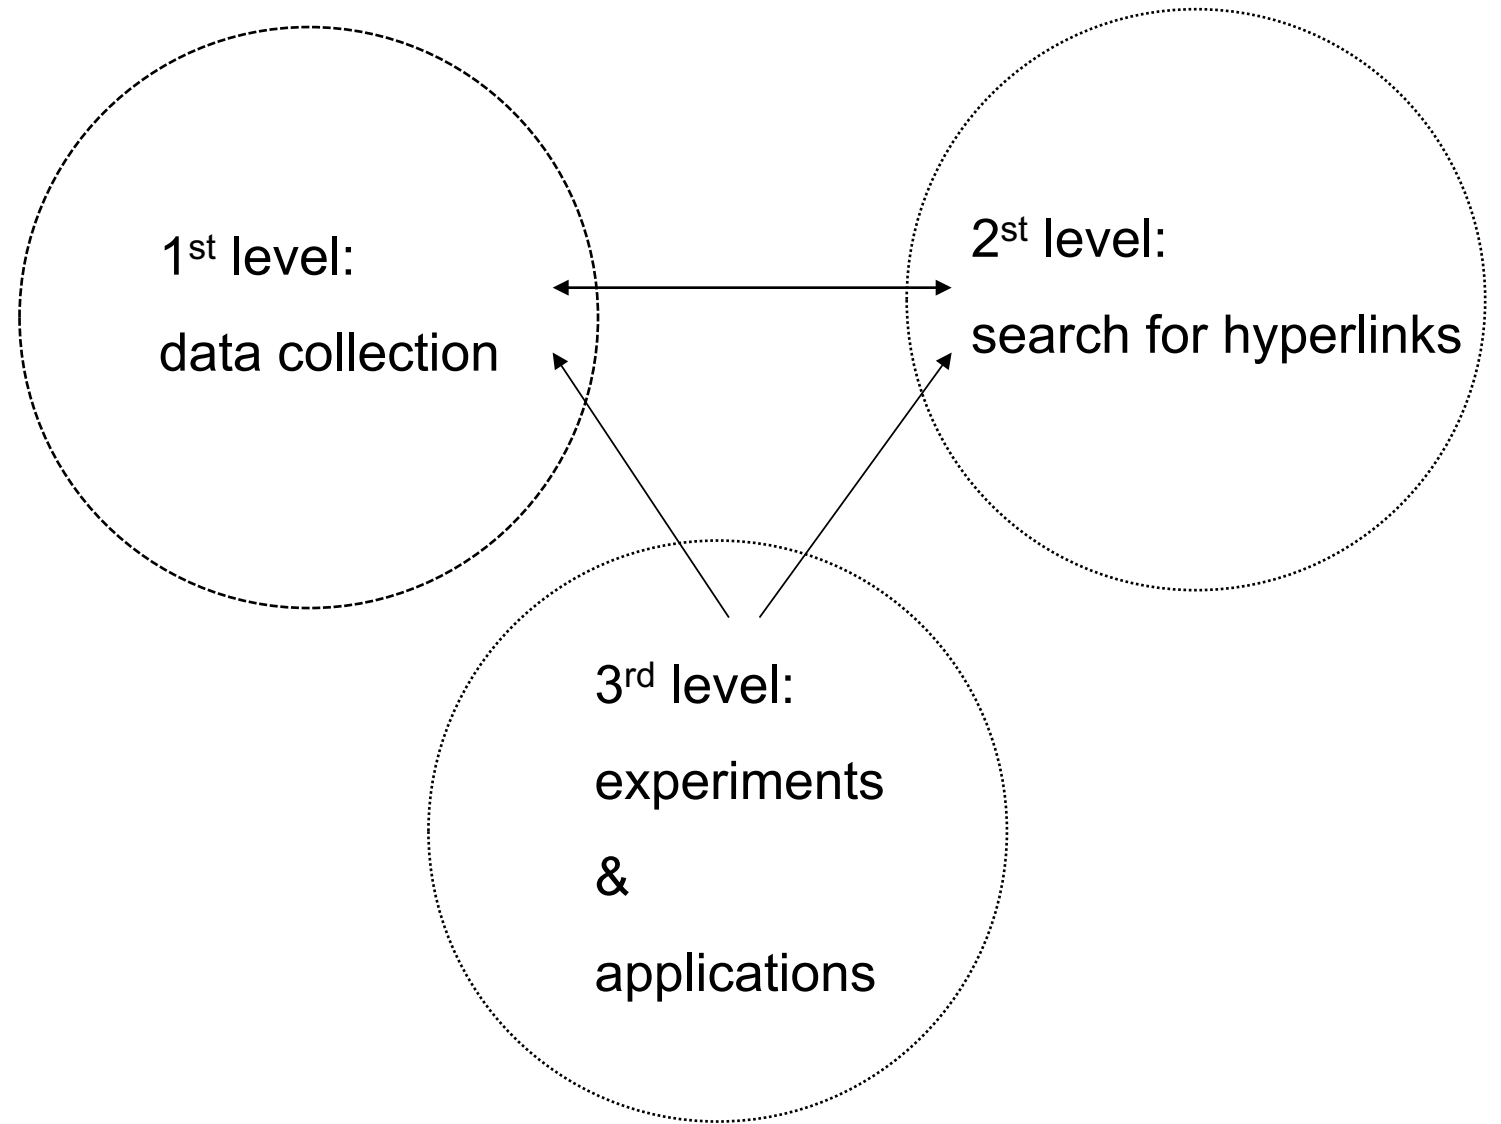 1st level:
data collection
2st level:
search for hyperlinks
3rd level:
experiments
&
applications